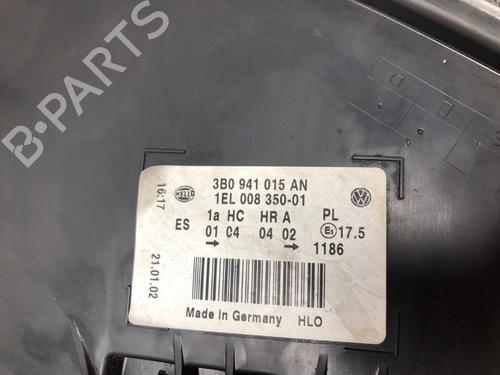 B-PARTS
HELLA
3B0 941 015 AN
1EL 008 350-01
1a HC HR A PL
ES 01 04 04 02 E1 17.5
→ → 1186
16:17
21.01.02
Made in Germany HLO